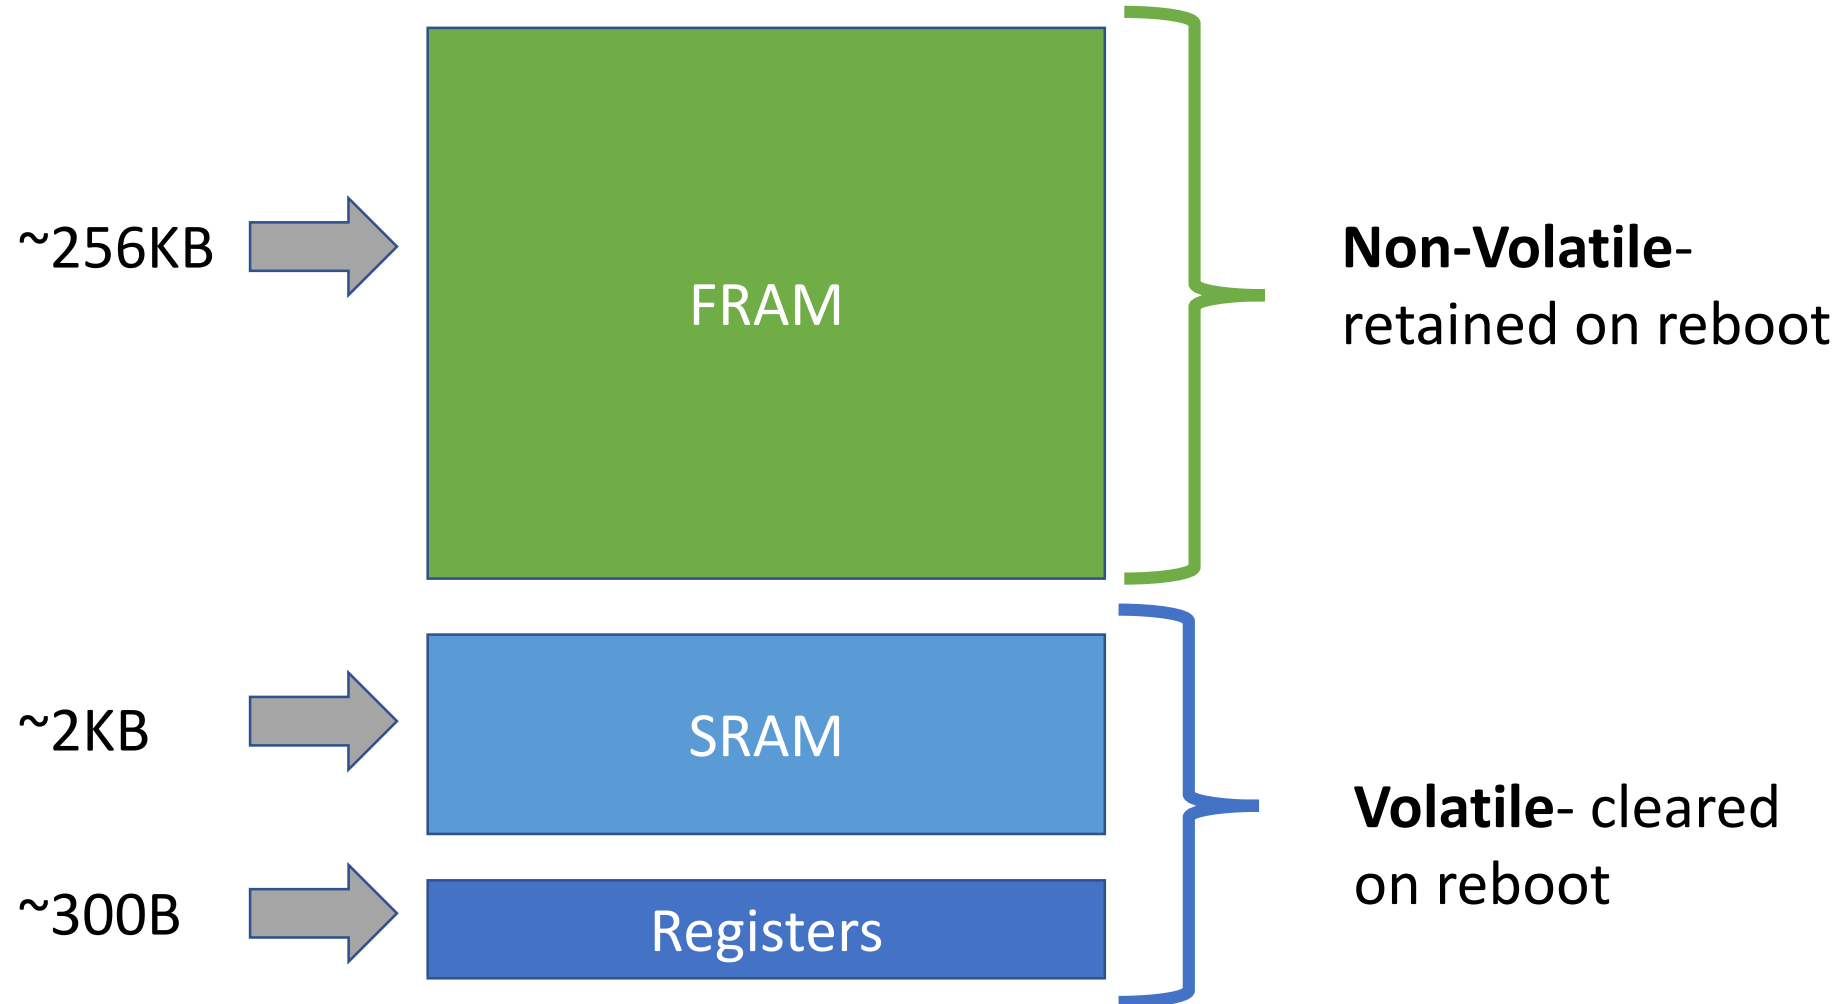 ~256KB
FRAM
Non-Volatile-
retained on reboot
~2KB
SRAM
Volatile- cleared
on reboot
~300B
Registers